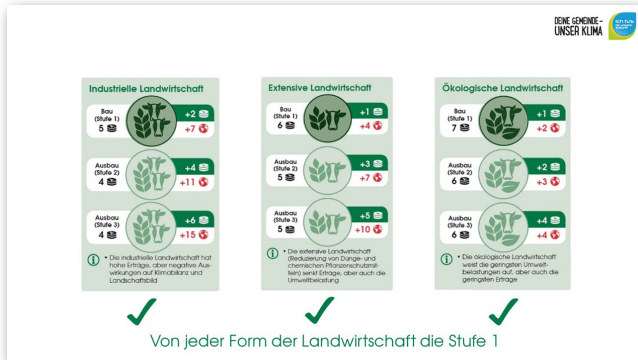 DEINE GEMEINDE-
UNSER KLIMA
Industrielle Landwirtschaft
Bau
(Stufe 1)
5
+2
+7
Ausbau
(Stufe 2)
4
+4
+11
Ausbau
(Stufe 3)
4
+6
+15
• Die industrielle Landwirtschaft hat
hohe Erträge, aber negative Aus-
wirkungen auf Klimabilanz und
Landschaftsbild
Extensive Landwirtschaft
Bau
(Stufe 1)
6
+1
+4
Ausbau
(Stufe 2)
5
+3
+7
Ausbau
(Stufe 3)
5
+5
+10
• Die extensive Landwirtschaft
(Reduzierung von Dünge- und
chemischen Pflanzenschutzmit-
teln) senkt Erträge, aber auch die
Umweltbelastung
Ökologische Landwirtschaft
Bau
(Stufe 1)
7
+1
+2
Ausbau
(Stufe 2)
6
+2
+3
Ausbau
(Stufe 3)
6
+4
+4
• Die ökologische Landwirtschaft
weist die geringsten Umwelt-
belastungen auf, aber auch die
geringsten Erträge
Von jeder Form der Landwirtschaft die Stufe 1